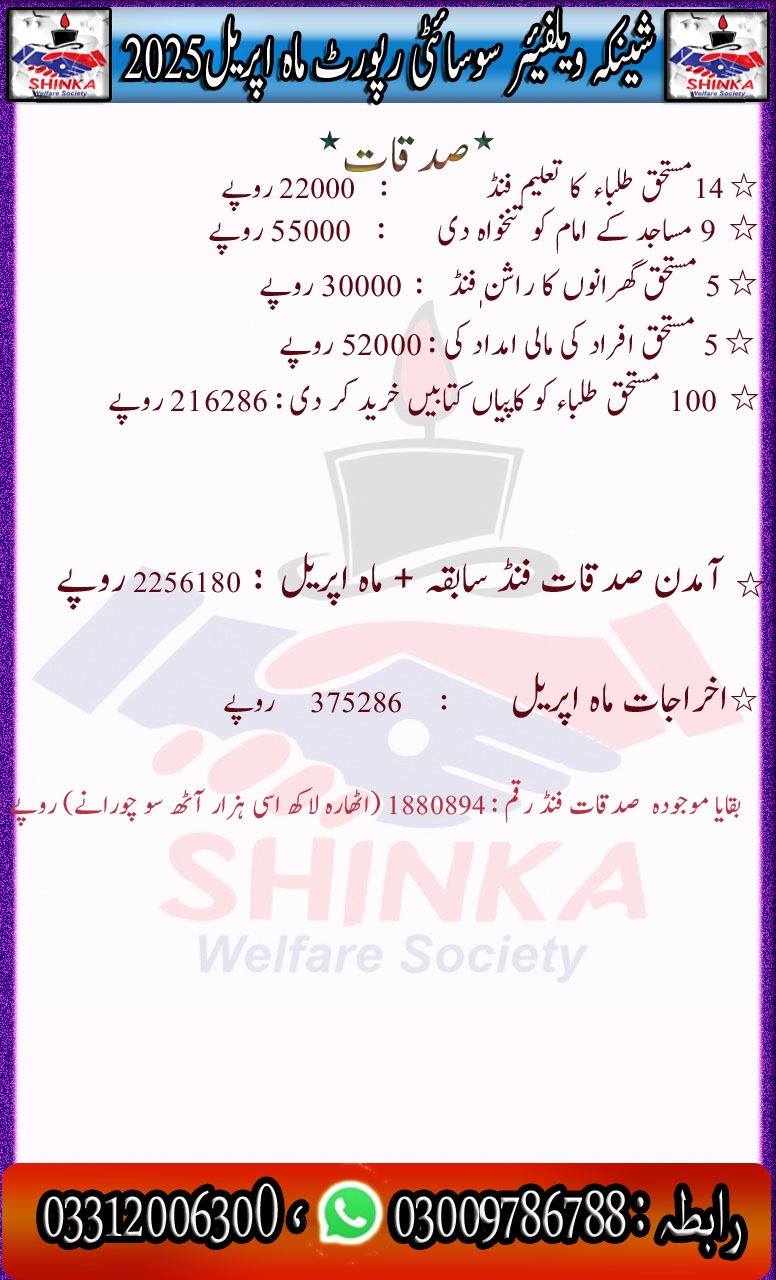 SHINKA
Welfare Society
شینکہ ویلفیئر سوسائٹی رپورٹ ماہ اپریل2025
SHINKA
Welfare Society
★صدقات★
☆ 14 مستحق طلباء کا تعلیم فنڈ : 22000 روپے
☆ 9 مساجد کے امام کو تنخواہ دی : 55000 روپے
☆ 5 مستحق گھرانوں کا راشن فنڈ : 30000 روپے
☆ 5 مستحق افراد کی مالی امداد کی : 52000 روپے
☆ 100 مستحق طلباء کو کاپیاں کتابیں خرید کر دی : 216286 روپے
☆ آمدن صدقات فنڈ سابقہ + ماہ اپریل : 2256180 روپے
☆اخراجات ماہ اپریل : 375286 روپے
بقایا موجودہ صدقات فنڈ رقم : 1880894 (اٹھارہ لاکھ اسی ہزار آٹھ سو چورانے) روپے
SHINKA
Welfare Society
رابطہ : 03009786788 ، 03312006300